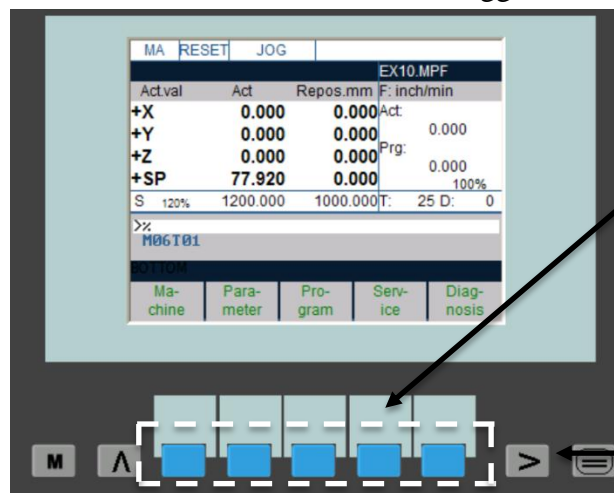 MA RESET JOG
EX10.MPF
Act.val Act Repos.mm F: inch/min
+X 0.000 0.000 Act:
+Y 0.000 0.000 0.000
+Z 0.000 0.000 Prg:
0.000
+SP 77.920 0.000 100%
S 120% 1200.000 1000.000 T: 25 D: 0
>%
M06T01
BOTTOM
Ma- Para- Pro- Serv- Diag-
chine meter gram ice nosis
M Λ >